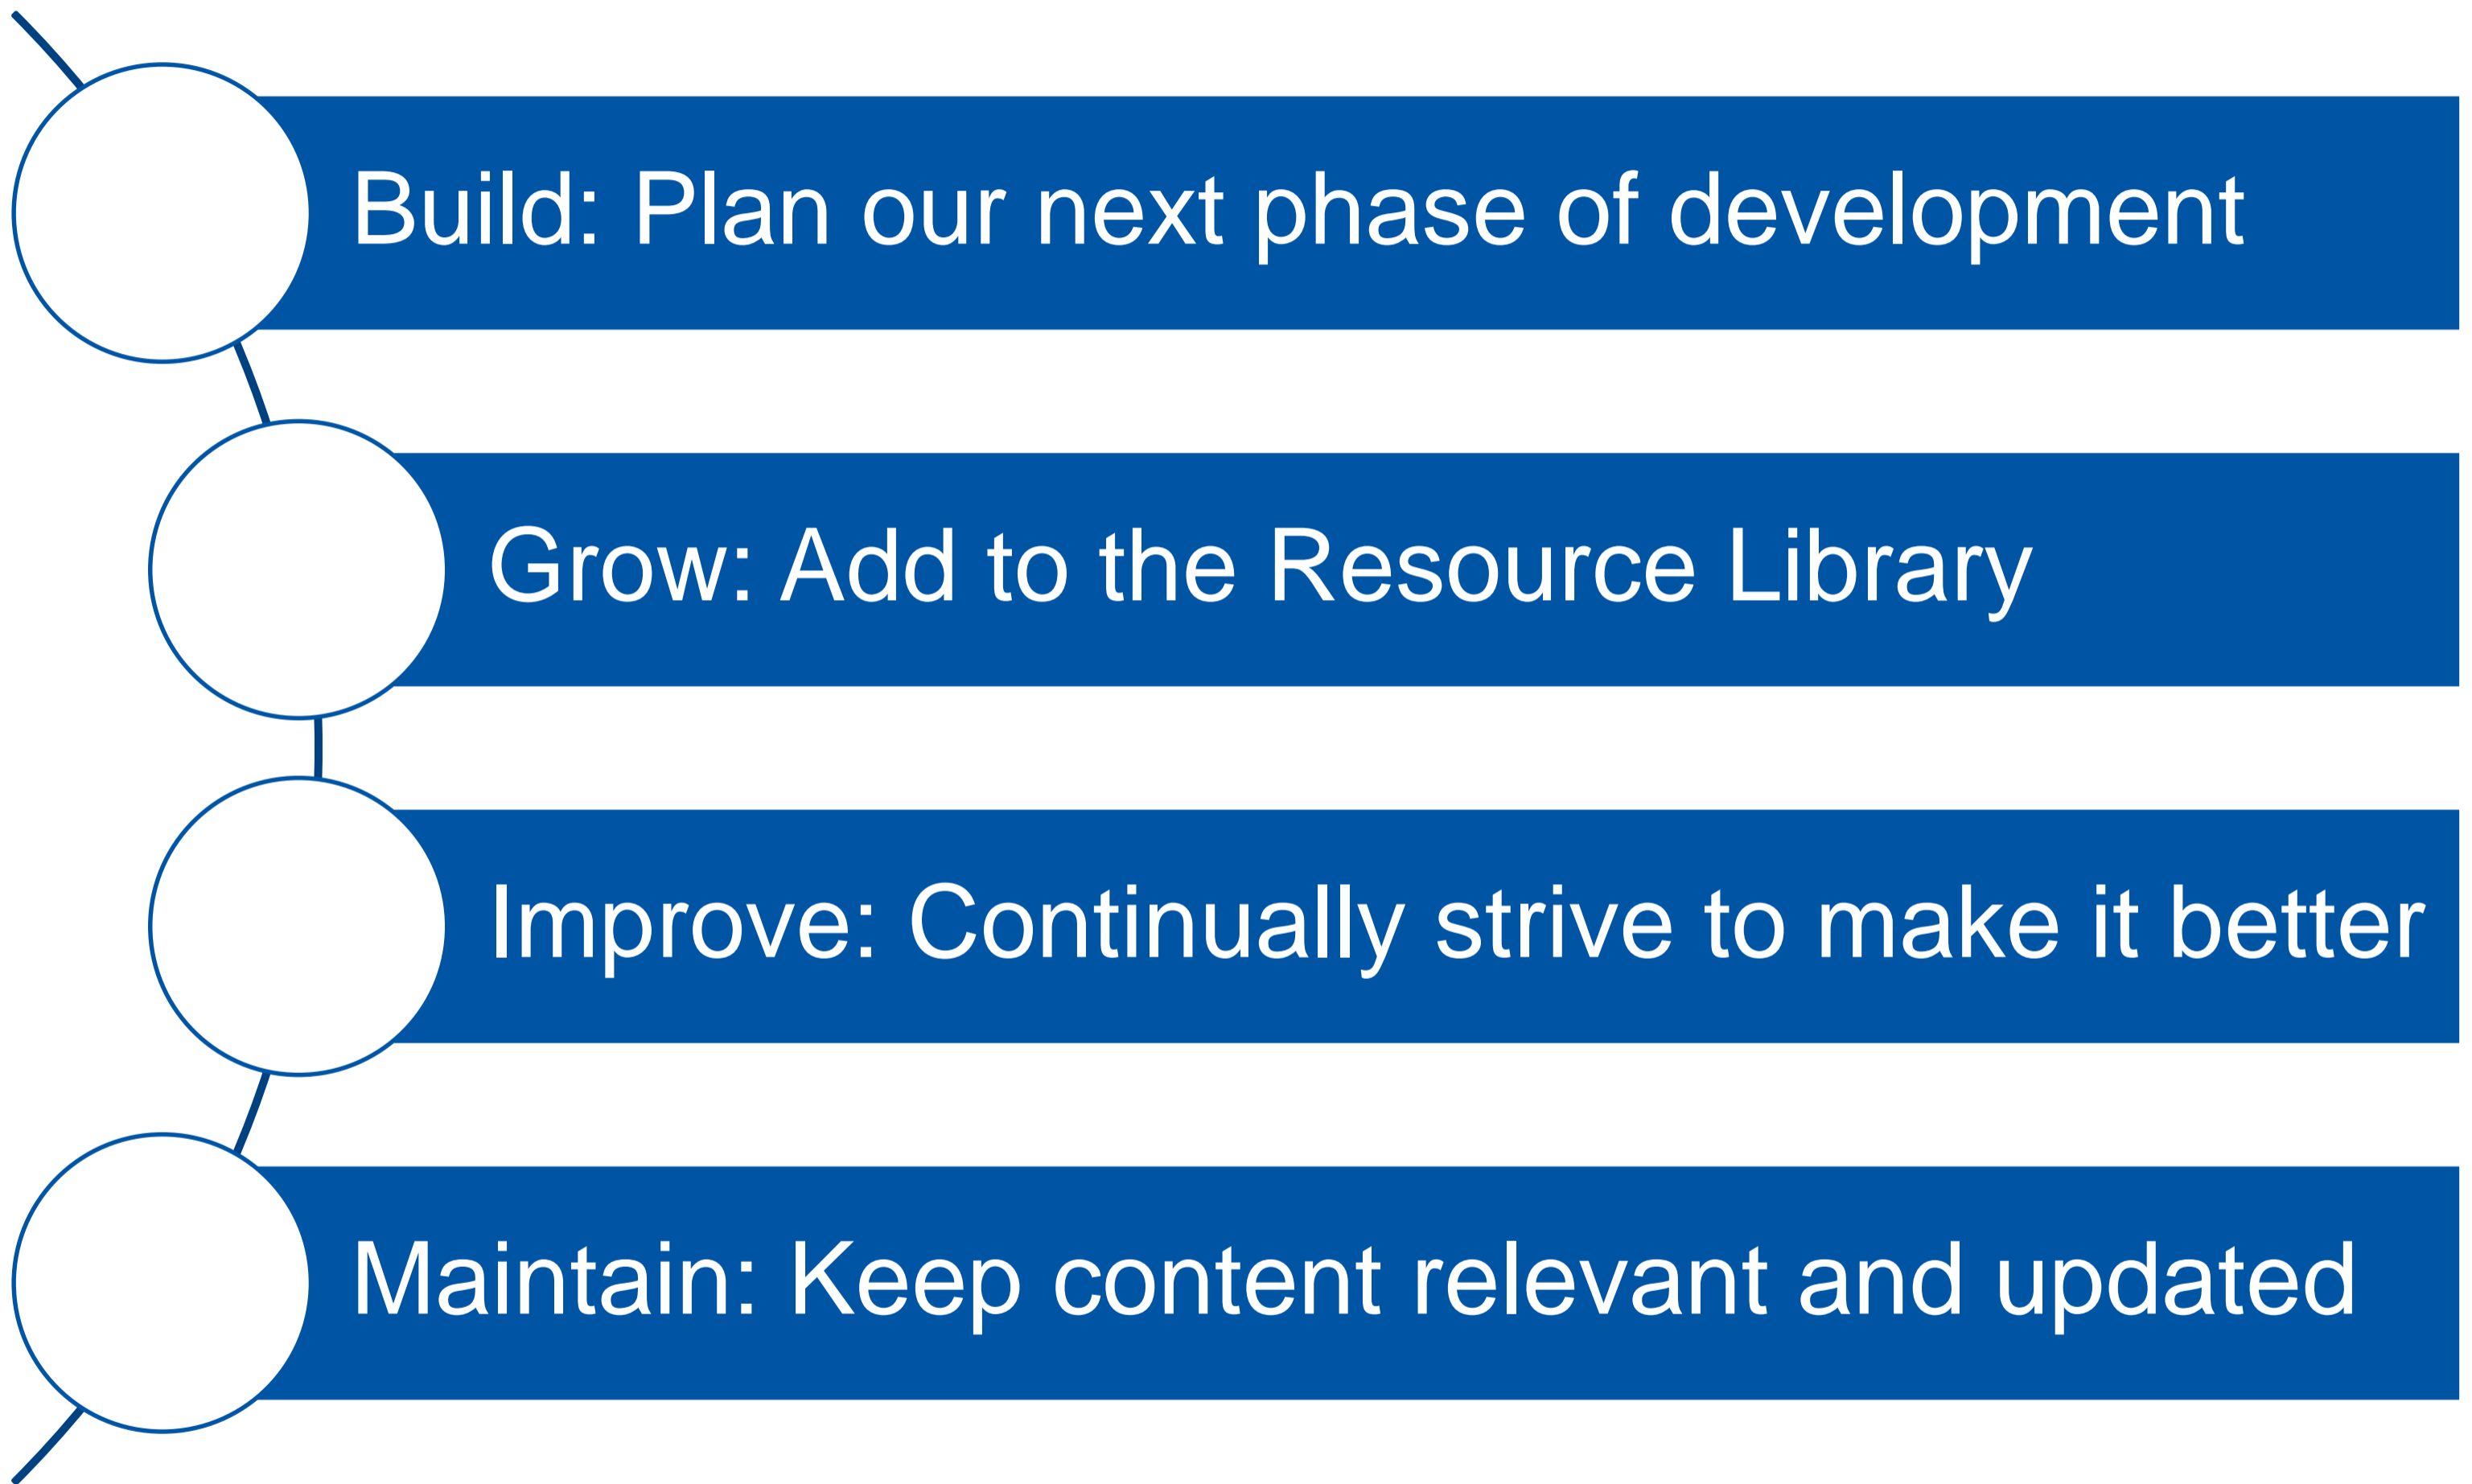 Build: Plan our next phase of development
Grow: Add to the Resource Library
Improve: Continually strive to make it better
Maintain: Keep content relevant and updated